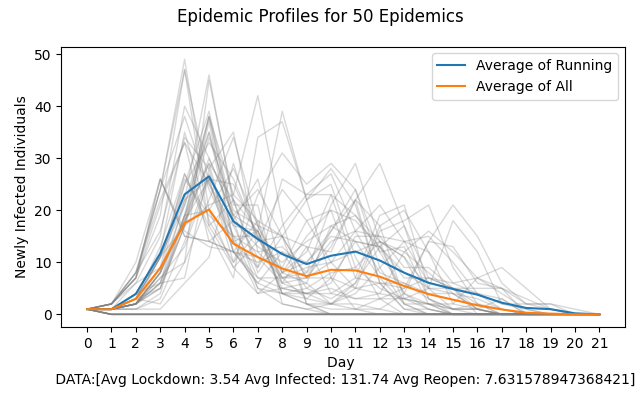 Epidemic Profiles for 50 Epidemics
50
40
30
20
10
0
Newly Infected Individuals
Average of Running
Average of All
0 1 2 3 4 5 6 7 8 9 10 11 12 13 14 15 16 17 18 19 20 21
Day
DATA:[Avg Lockdown: 3.54 Avg Infected: 131.74 Avg Reopen: 7.631578947368421]